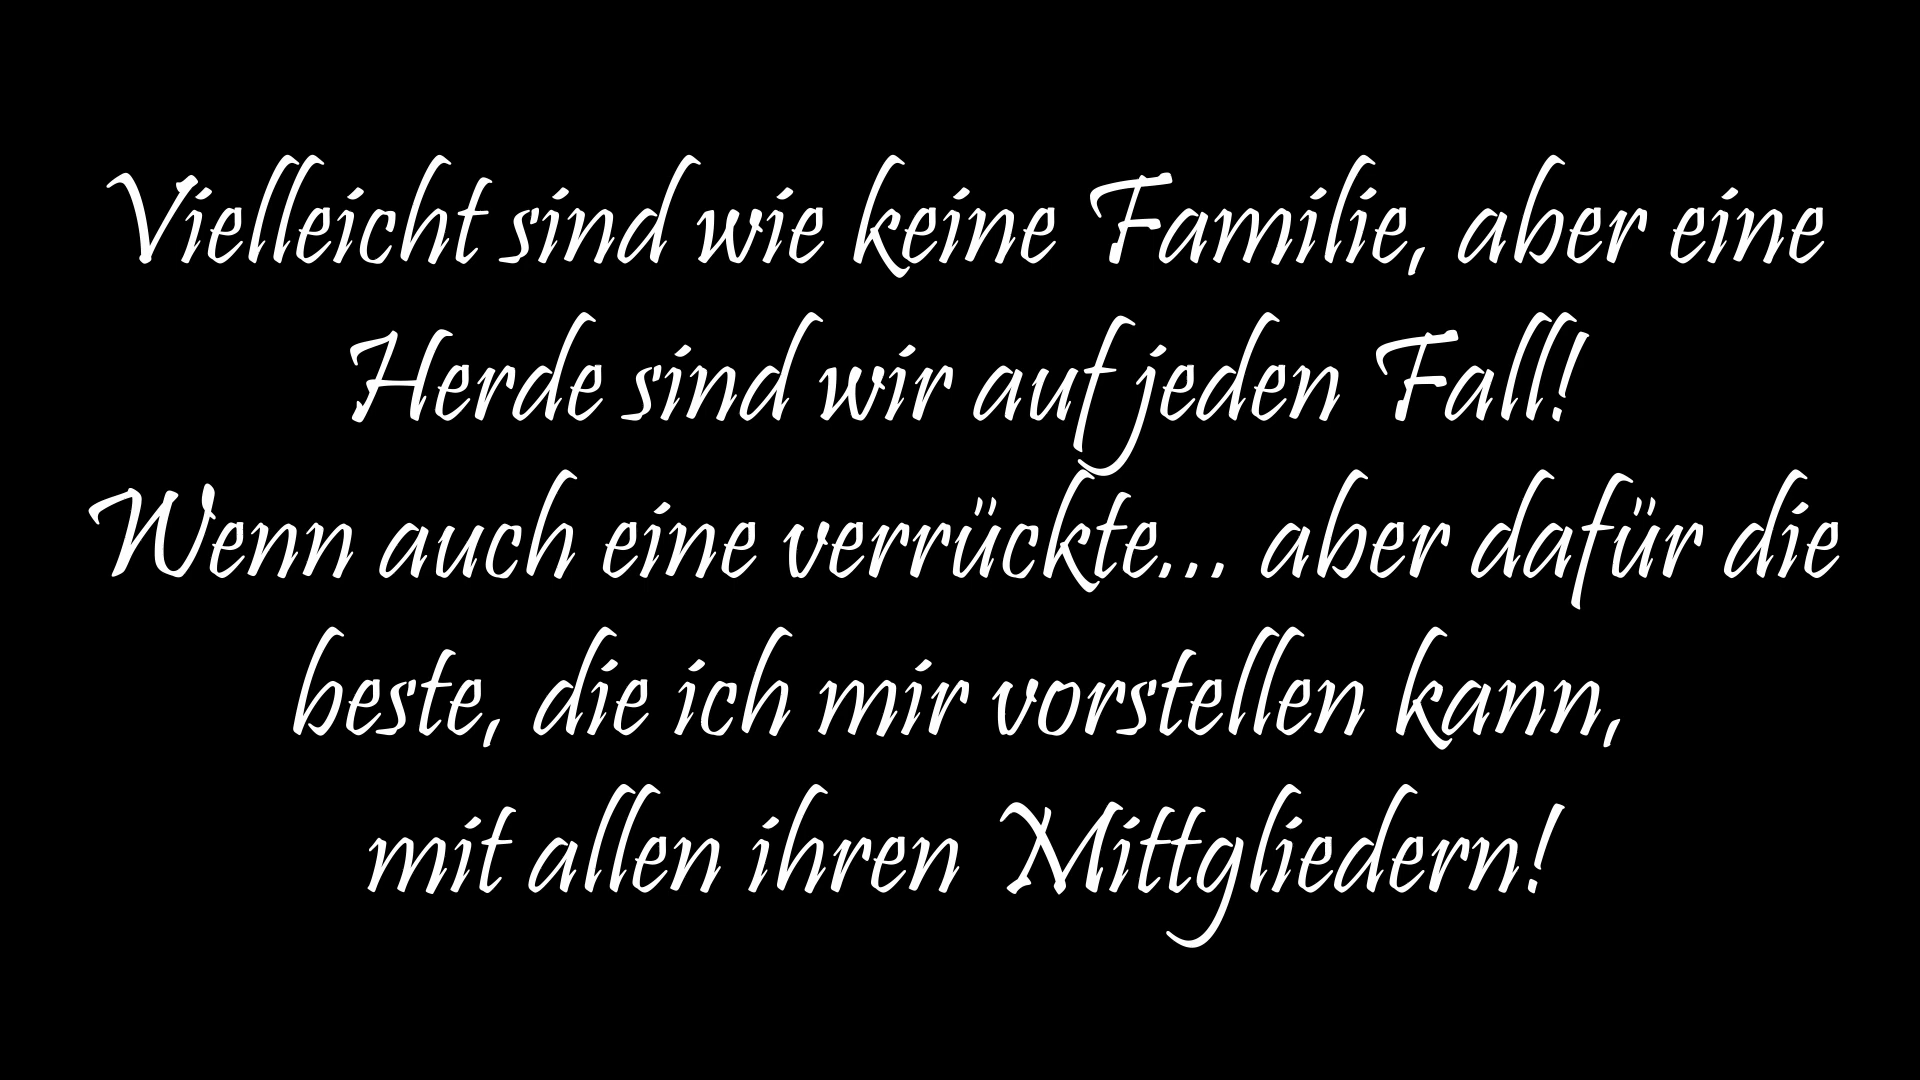 Vielleicht sind wie keine Familie, aber eine
Herde sind wir auf jeden Fall!
Wenn auch eine verrückte... aber dafür die
beste, die ich mir vorstellen kann,
mit allen ihren Mittgliedern!